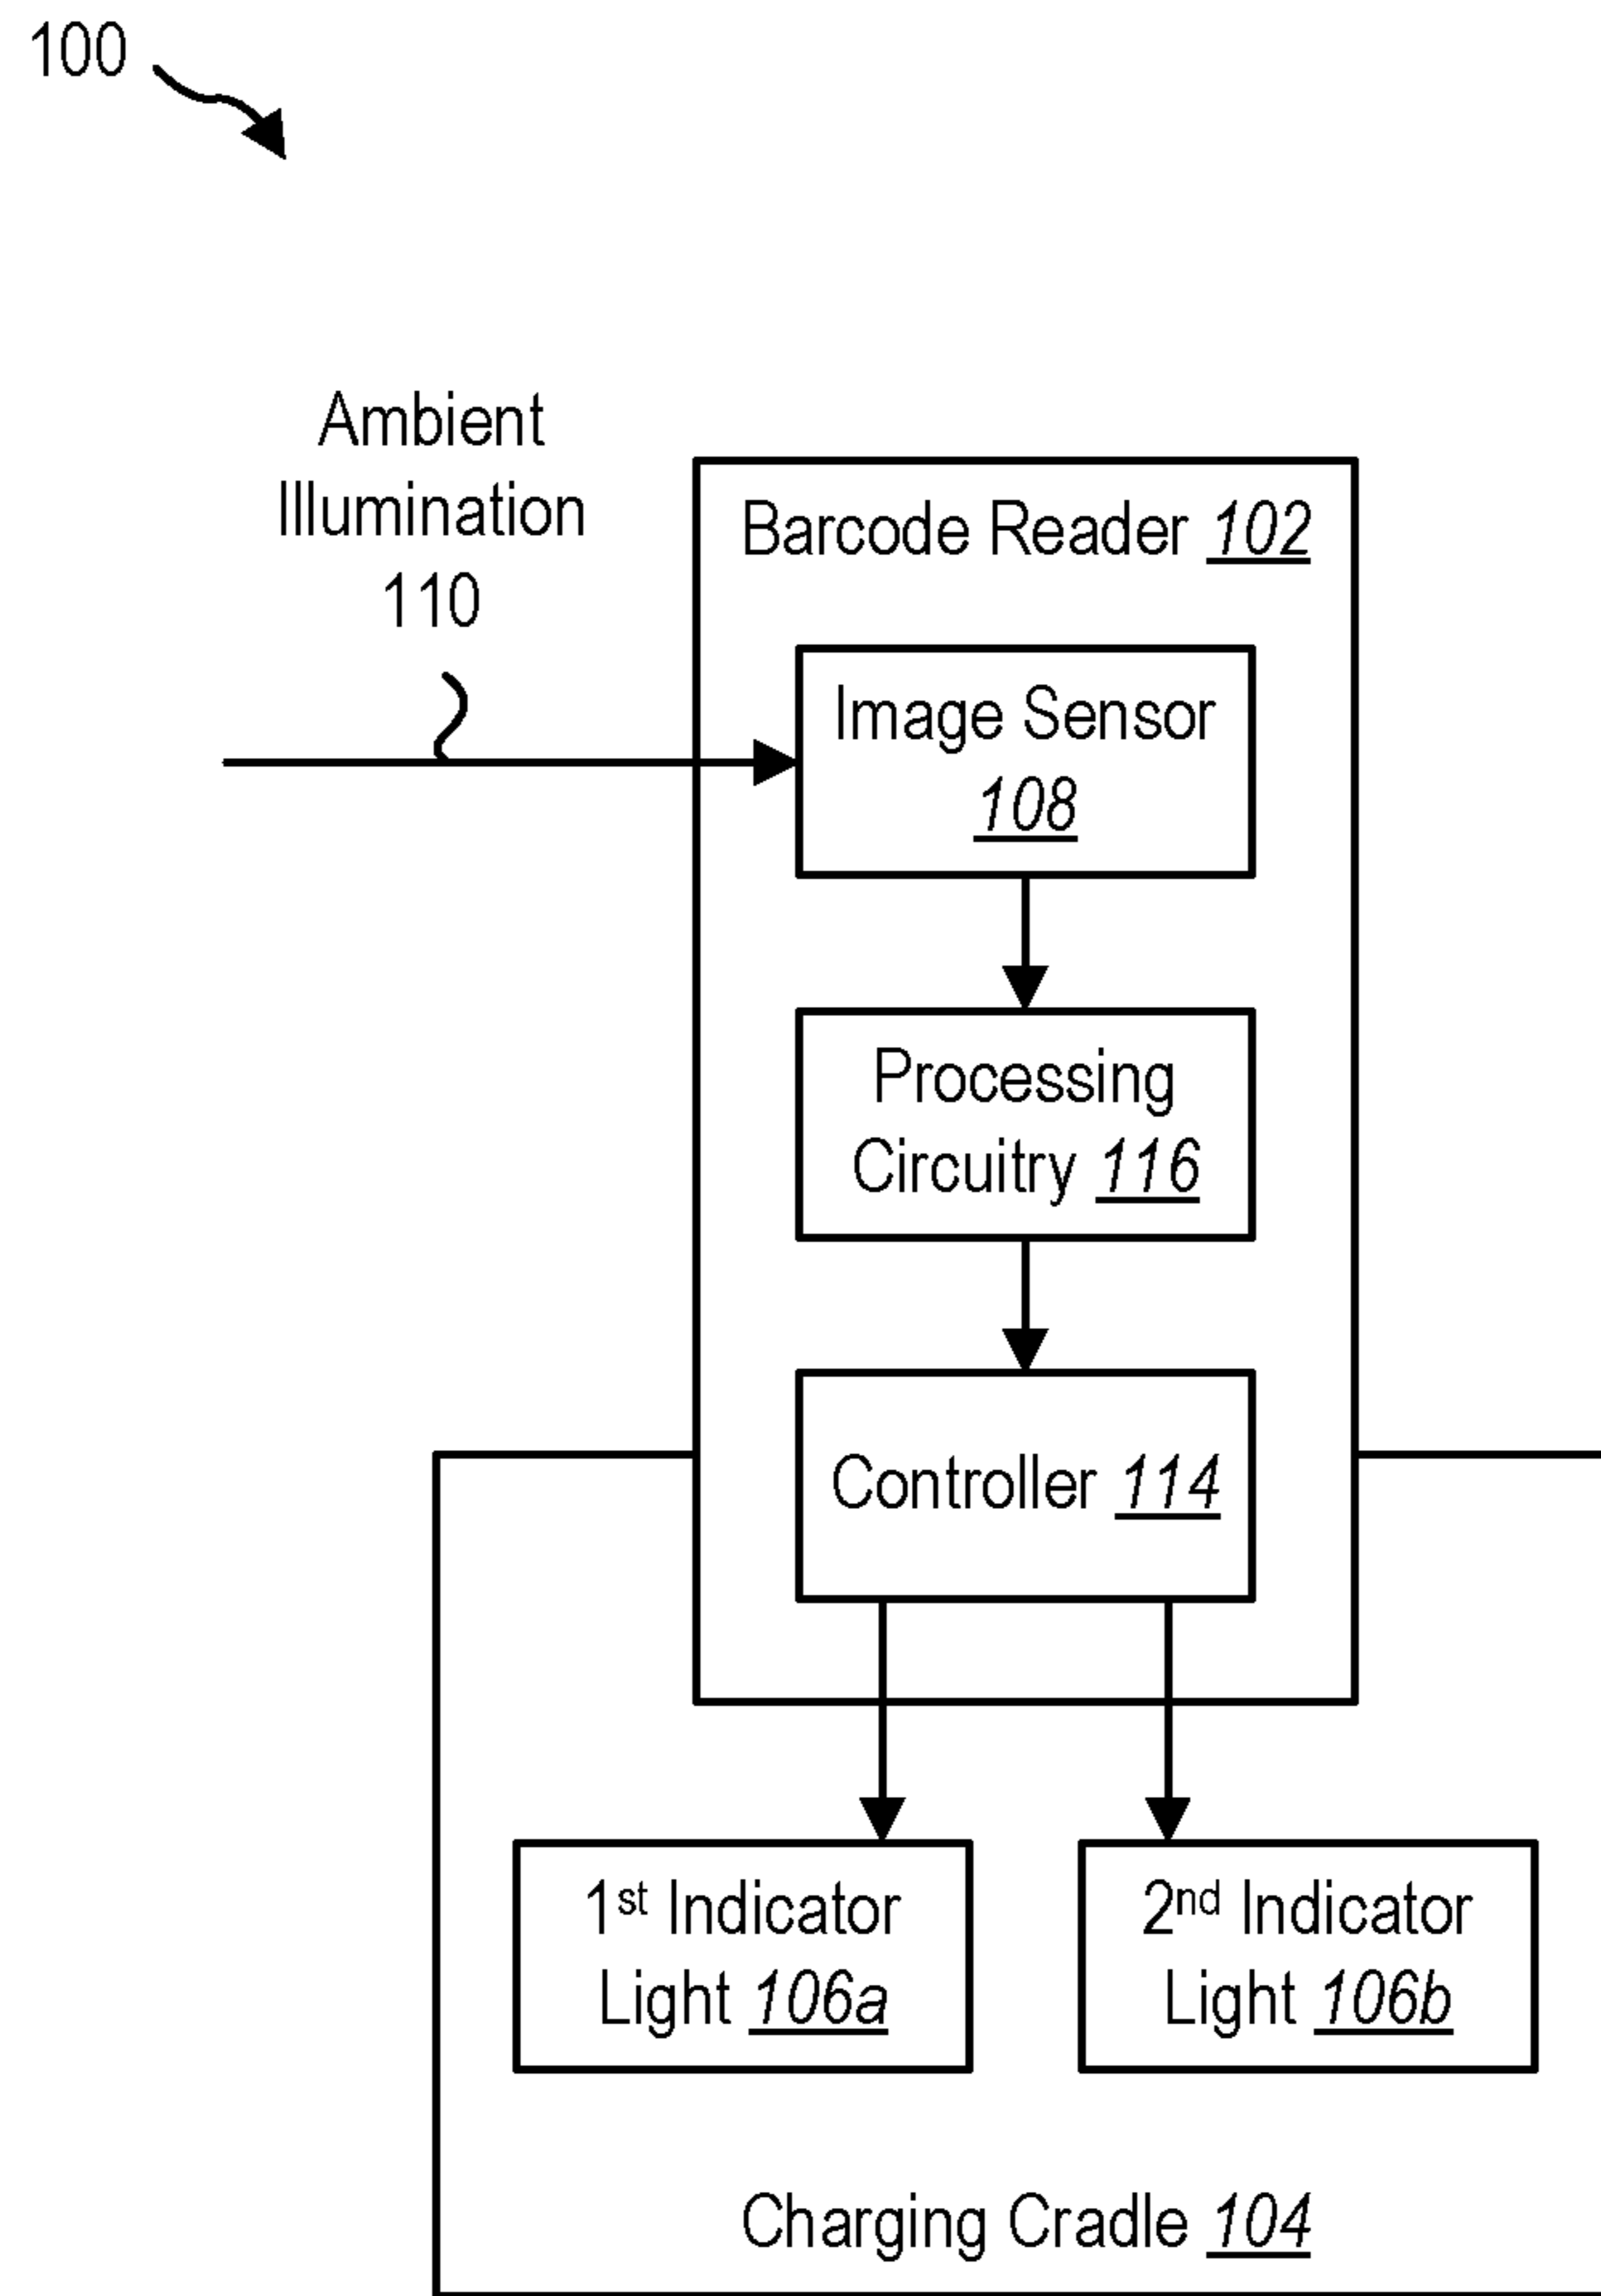 100
Ambient
Illumination
110
Barcode Reader 102
Image Sensor
108
Processing
Circuitry 116
Controller 114
1st Indicator
Light 106a
2nd Indicator
Light 106b
Charging Cradle 104